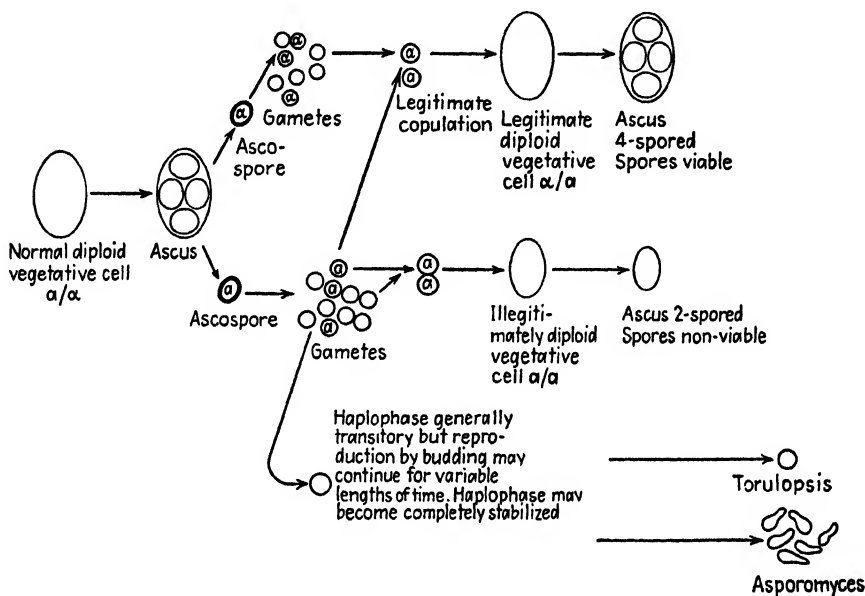 α
α
α
Gametes
α
Asco-
spore
α
a
Legitimate
copulation
Legitimate
diploid
vegetative
cell α/a
Ascus
4-spored
Spores viable
Normal diploid
vegetative cell
a/α
Ascus
a
Ascospore
a
a
a
Gametes
a
a
Illegiti-
mately diploid
vegetative
cell a/a
Ascus 2-spored
Spores non-viable
Haplophase generally
transitory but repro-
duction by budding may
continue for variable
lengths of time. Haplophase may
become completely stabilized
Torulopsis
Asporomyces